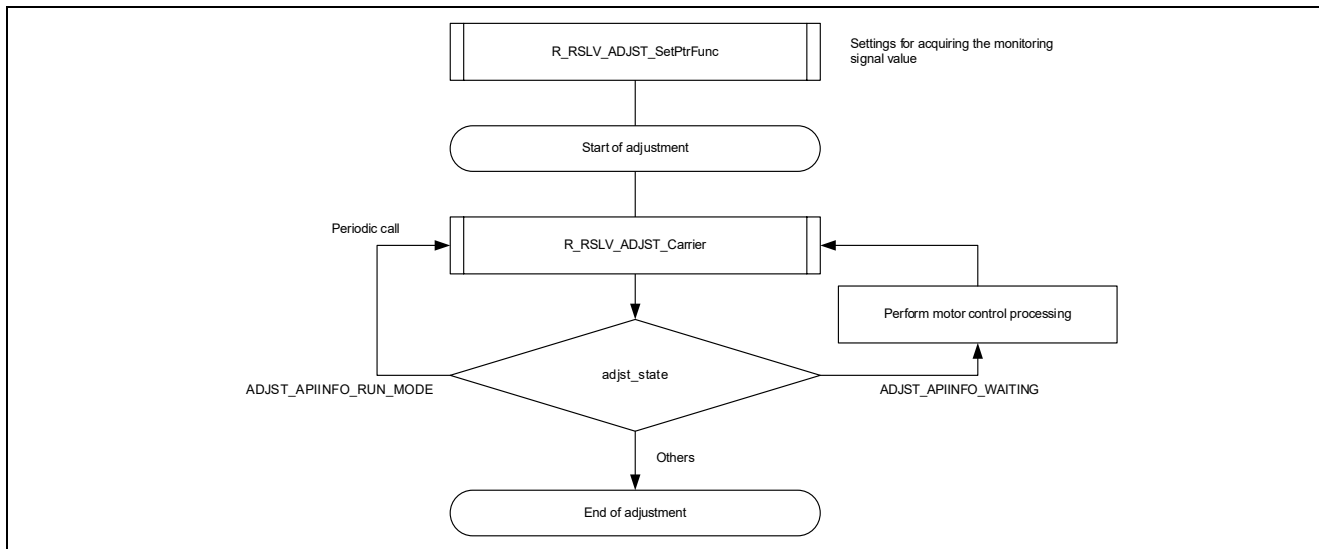 R_RSLV_ADJST_SetPtrFunc
Settings for acquiring the monitoring
signal value
Start of adjustment
Periodic call
R_RSLV_ADJST_Carrier
Perform motor control processing
adjst_state
ADJST_APIINFO_RUN_MODE
ADJST_APIINFO_WAITING
Others
End of adjustment